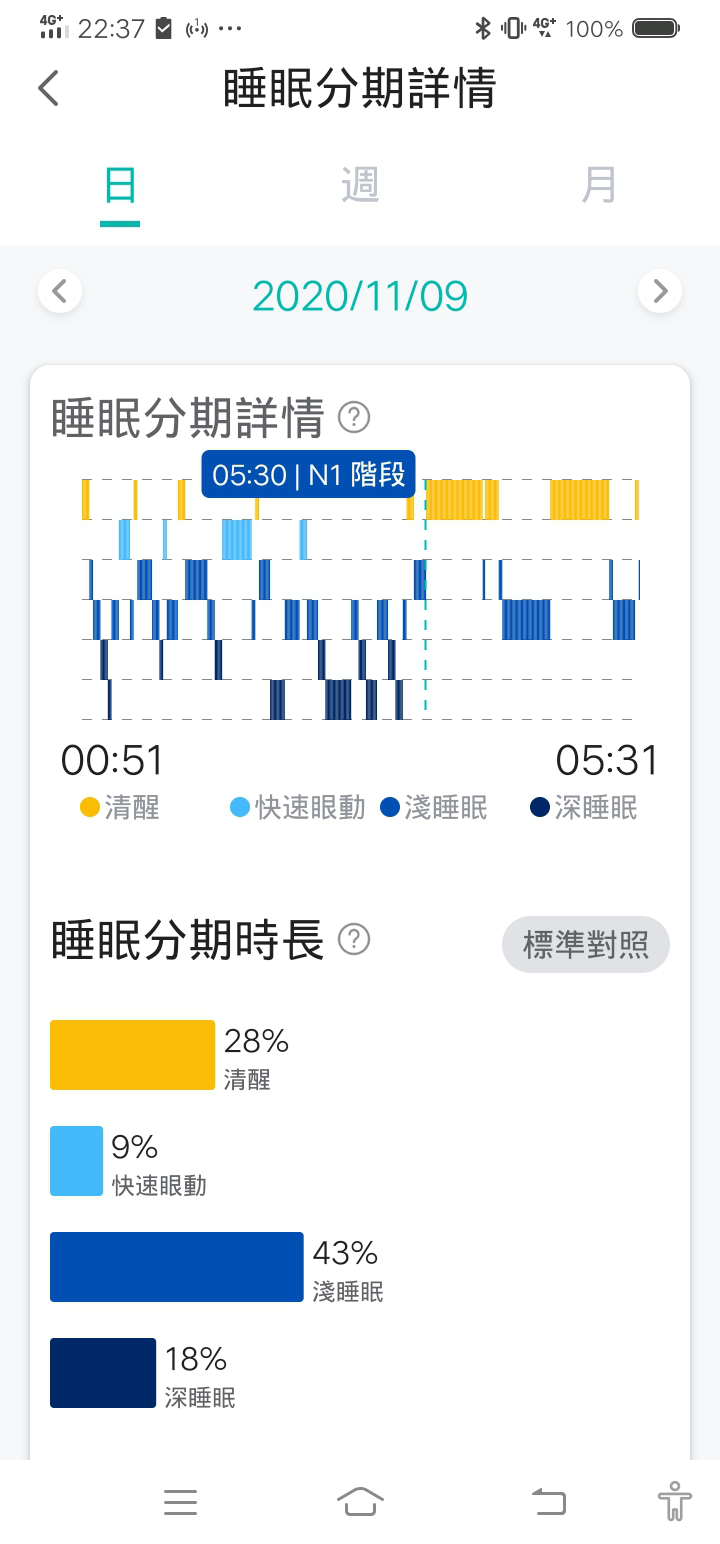 4G+ 22:37 4G+ 100%
睡眠分期詳情
日 週 月
2020/11/09
睡眠分期詳情 ?
05:30 | N1 階段
00:51 05:31
清醒 快速眼動 淺睡眠 深睡眠
睡眠分期時長 ? 標準對照
28%
清醒
9%
快速眼動
43%
淺睡眠
18%
深睡眠